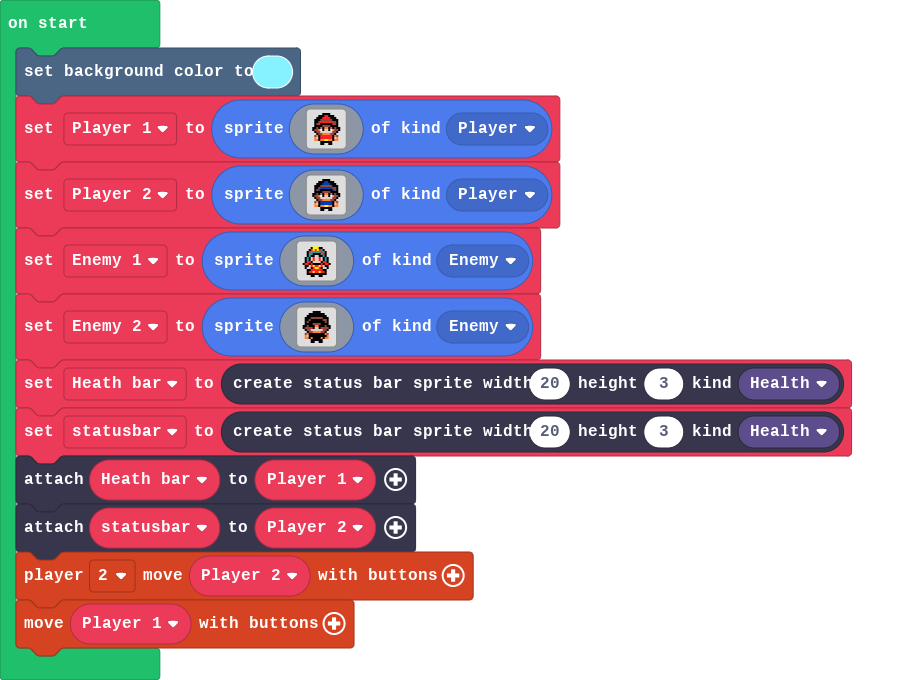 on start
set background color to
set Player 1 to sprite of kind Player
set Player 2 to sprite of kind Player
set Enemy 1 to sprite of kind Enemy
set Enemy 2 to sprite of kind Enemy
set Heath bar to create status bar sprite width 20 height 3 kind Health
set statusbar to create status bar sprite width 20 height 3 kind Health
attach Heath bar to Player 1
attach statusbar to Player 2
player 2 move Player 2 with buttons
move Player 1 with buttons